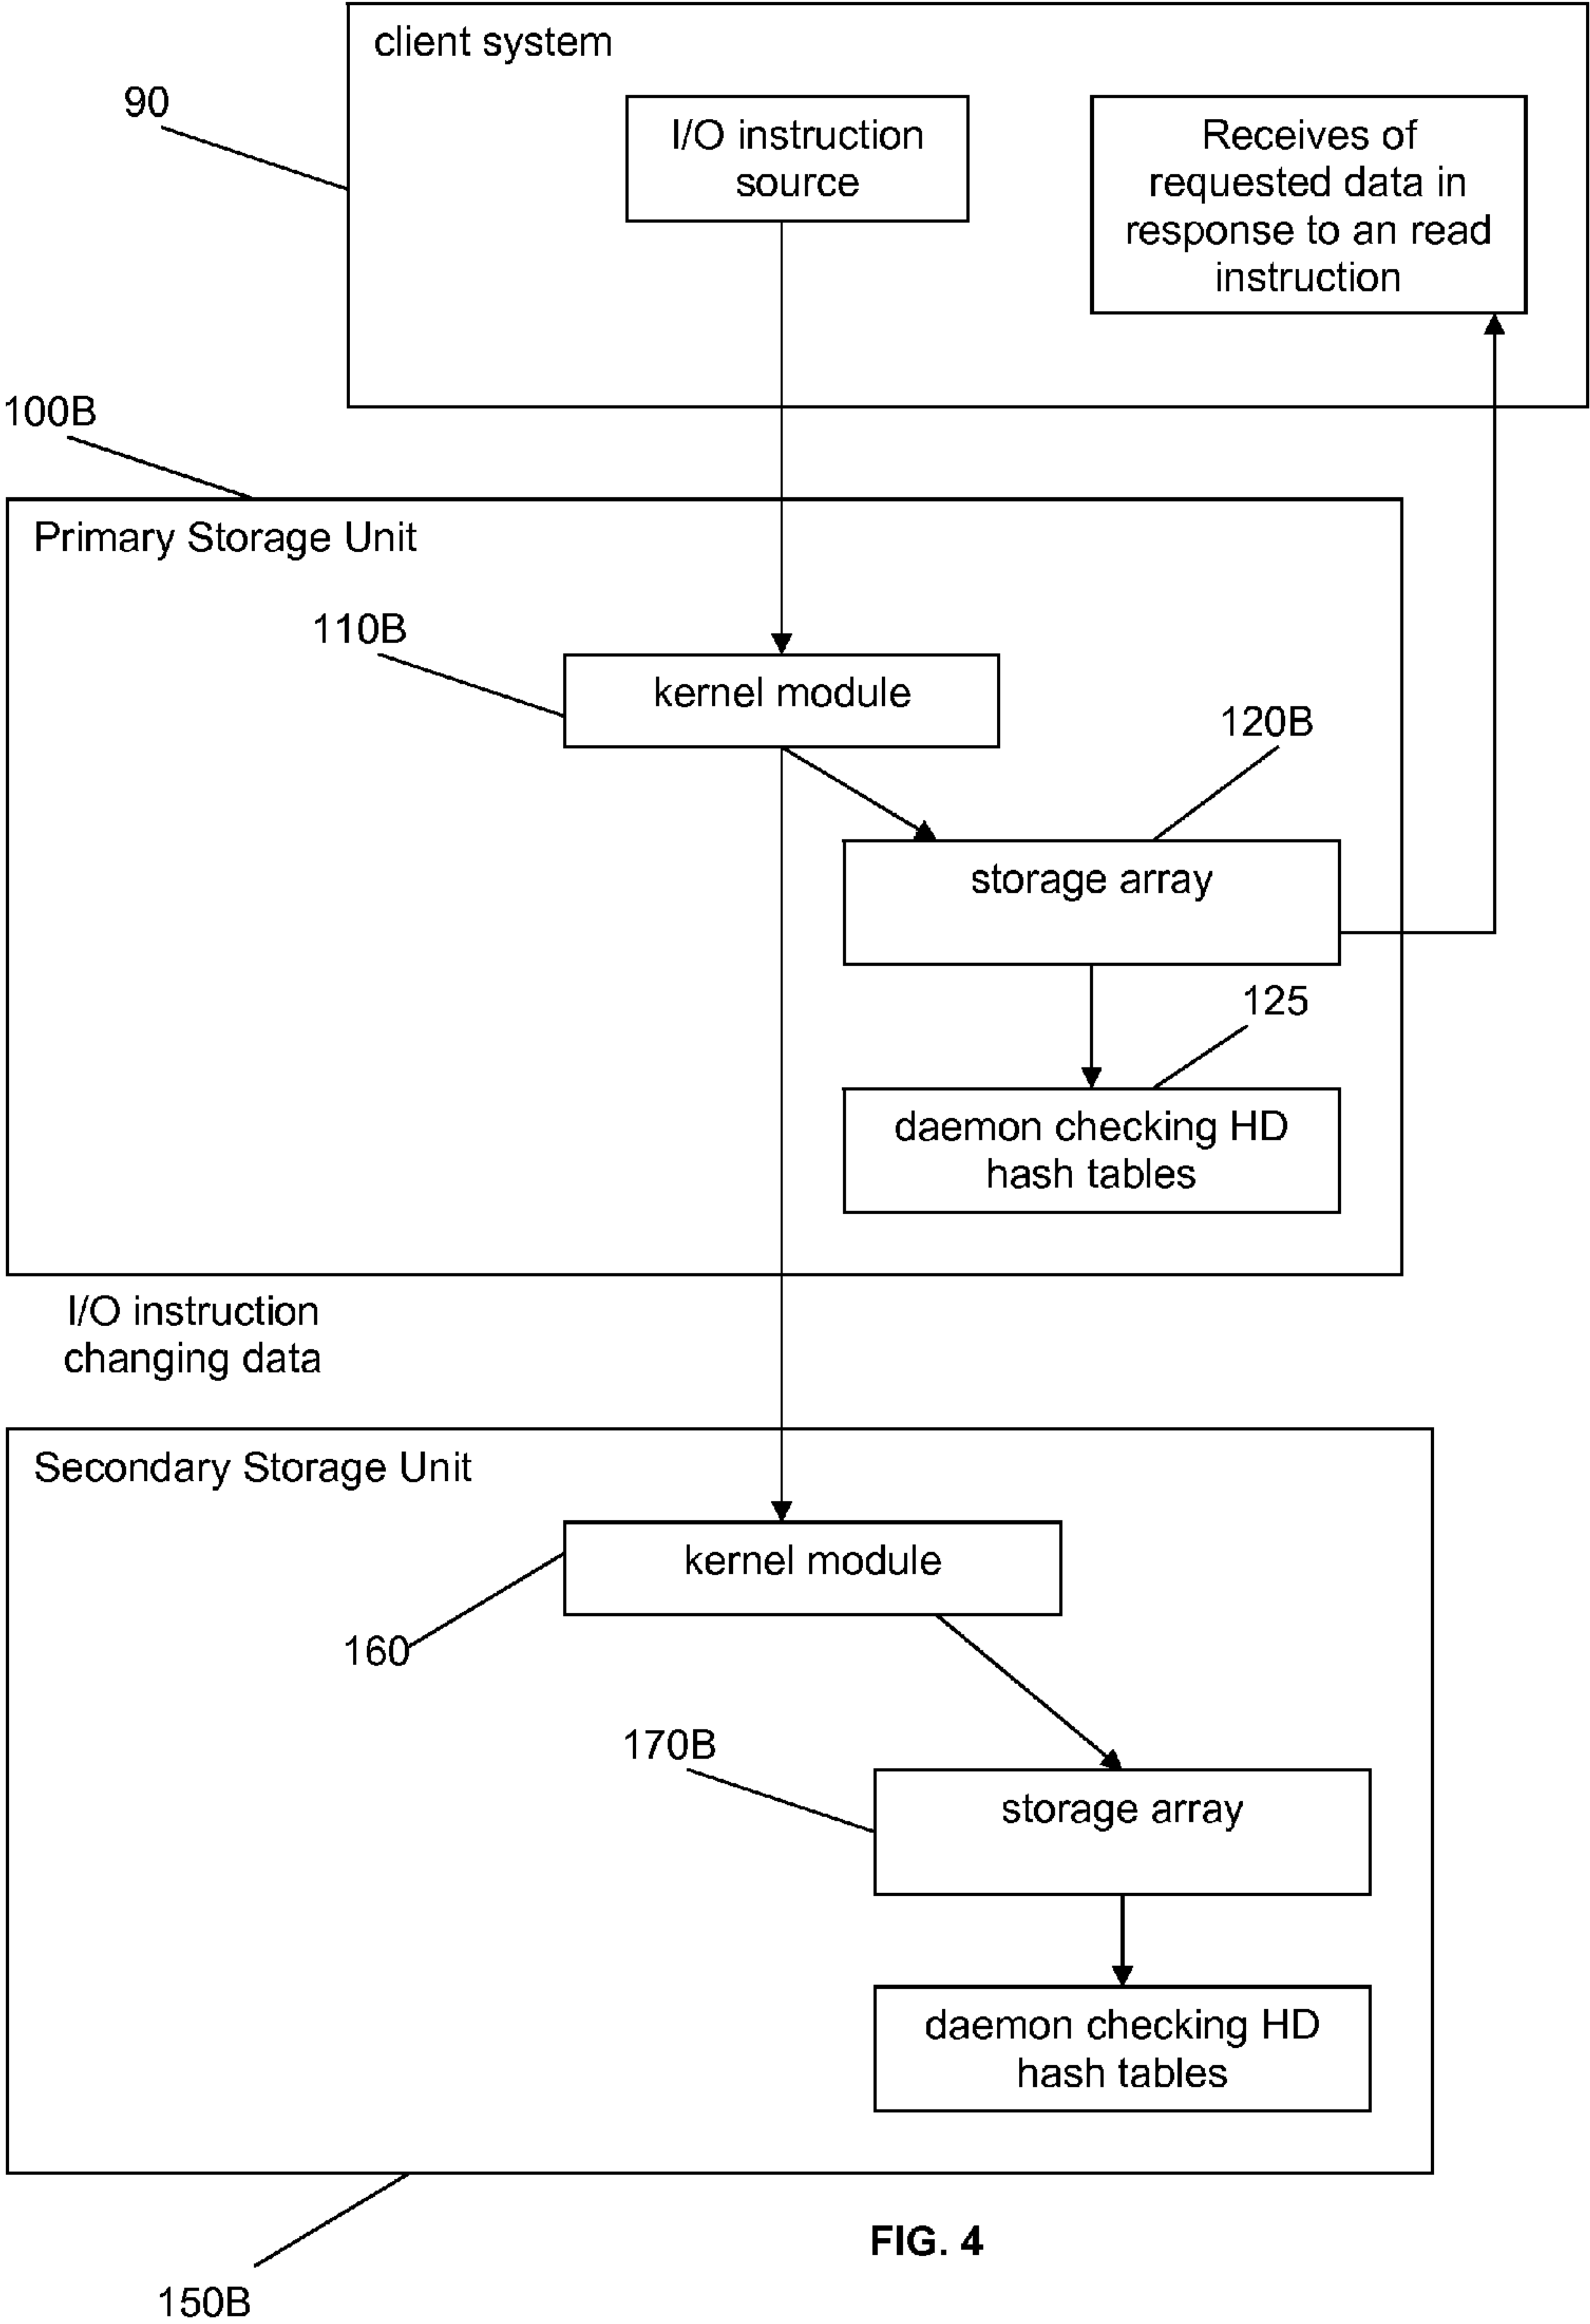 client system
90
I/O instruction
source
Receives of
requested data in
response to an read
instruction
100B
Primary Storage Unit
110B
kernel module
120B
storage array
125
daemon checking HD
hash tables
I/O instruction
changing data
Secondary Storage Unit
kernel module
160
170B
storage array
daemon checking HD
hash tables
FIG. 4
150B